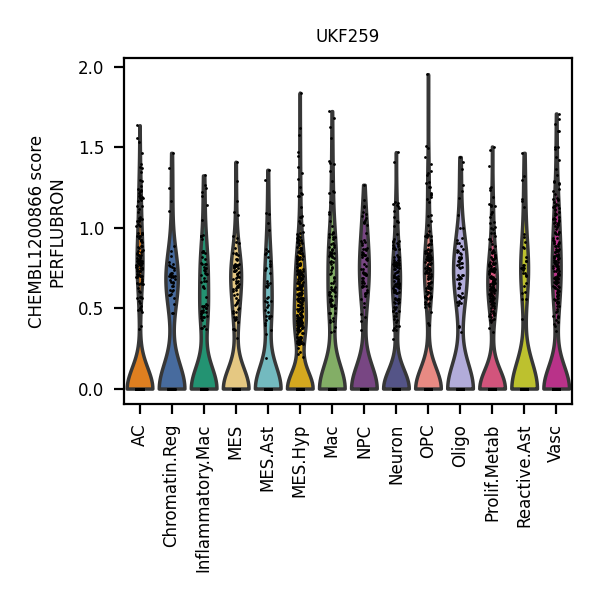 UKF259
CHEMBL1200866 score
PERFLUBRON
2.0
1.5
1.0
0.5
0.0
AC
Chromatin.Reg
Inflammatory.Mac
MES
MES.Ast
MES.Hyp
Mac
NPC
Neuron
OPC
Oligo
Prolif.Metab
Reactive.Ast
Vasc